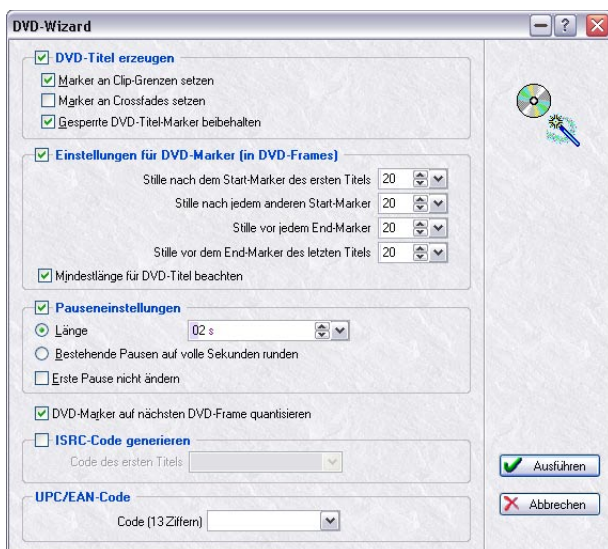 DVD-Wizard
DVD-Titel erzeugen
Marker an Clip-Grenzen setzen
Marker an Crossfades setzen
Gesperrte DVD-Titel-Marker beibehalten
Einstellungen für DVD-Marker (in DVD-Frames)
Stille nach dem Start-Marker des ersten Titels 20
Stille nach jedem anderen Start-Marker 20
Stille vor jedem End-Marker 20
Stille vor dem End-Marker des letzten Titels 20
Mindestlänge für DVD-Titel beachten
Pauseneinstellungen
Länge 02 s
Bestehende Pausen auf volle Sekunden runden
Erste Pause nicht ändern
DVD-Marker auf nächsten DVD-Frame quantisieren
ISRC-Code generieren
Code des ersten Titels
Ausführen
UPC/EAN-Code
Code (13 Ziffern)
Abbrechen